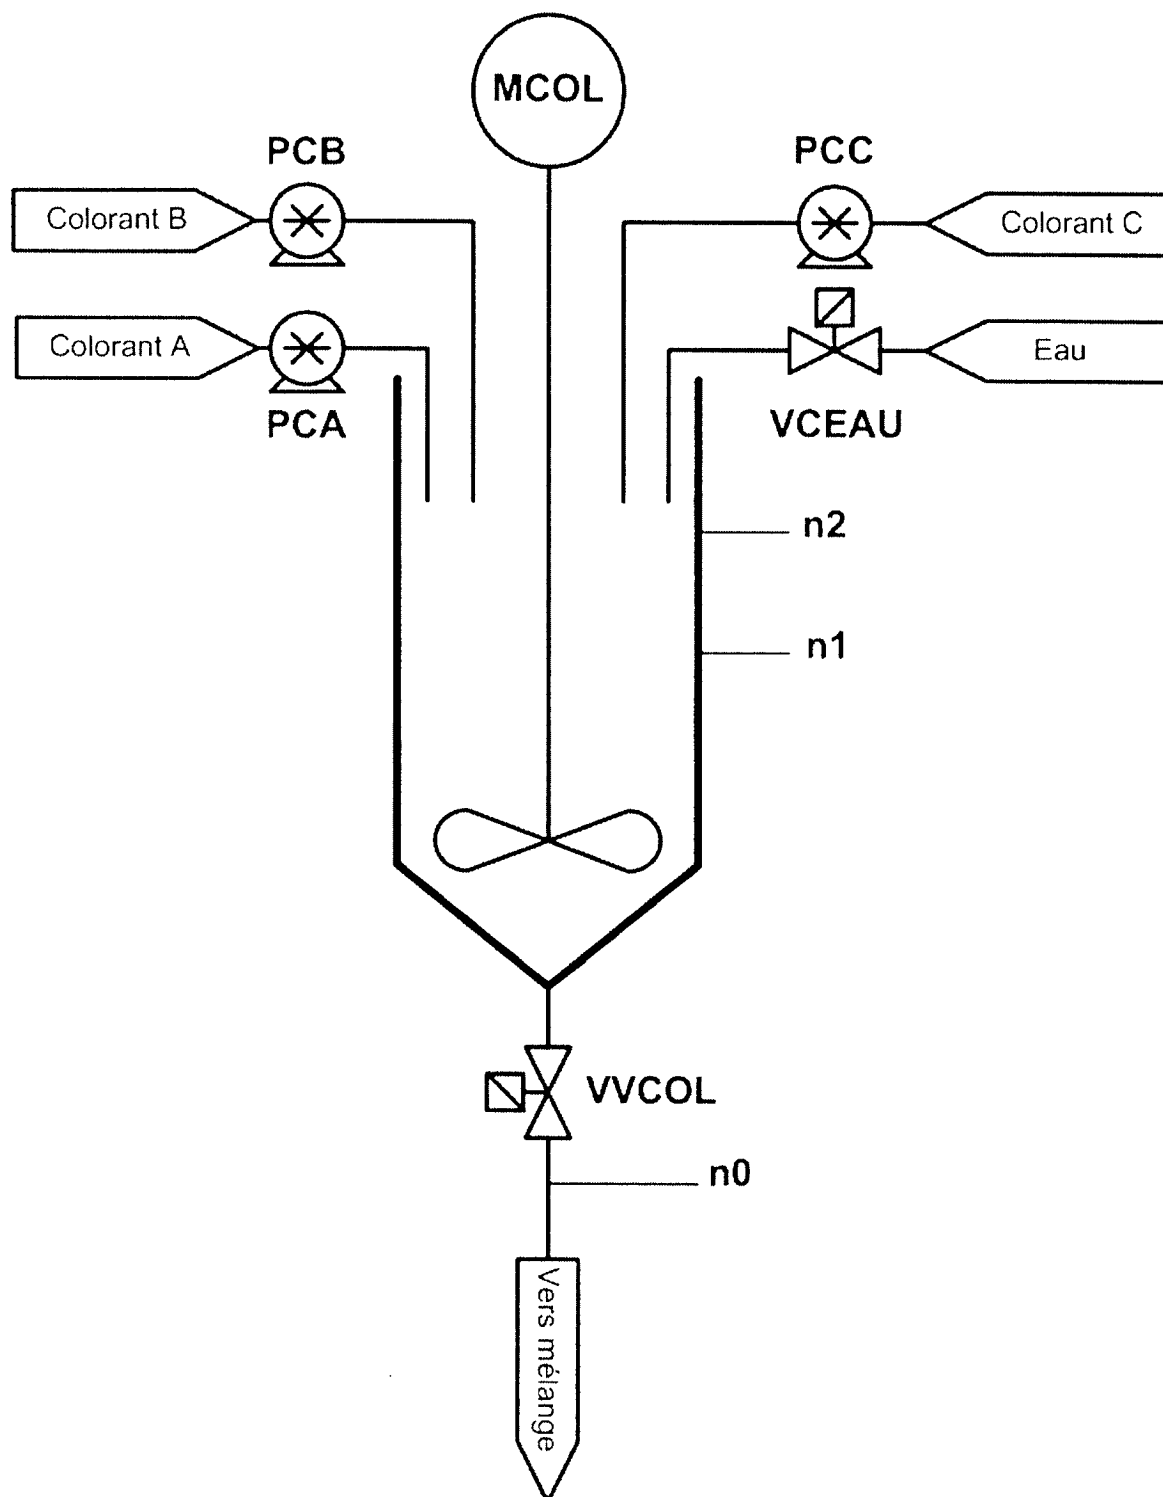 MCOL
PCB
PCC
Colorant B
Colorant C
Colorant A
Eau
PCA
VCEAU
n2
n1
VVCOL
n0
Vers mélange